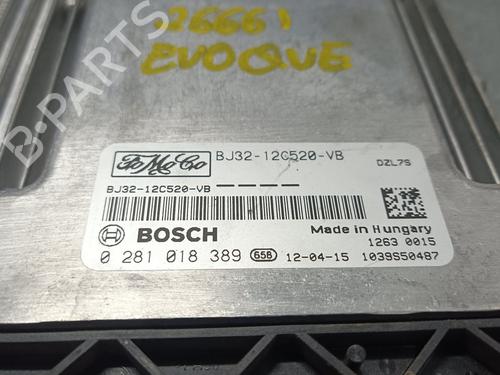 26661
EVOQUE
B-PARTS
FoMoCo
BJ32-12C520-VB
DZL7S
BJ32-12C520-VB — — — —
BOSCH
Made in Hungary
1263 0015
0 281 018 389 656 12-04-15 1039S50487